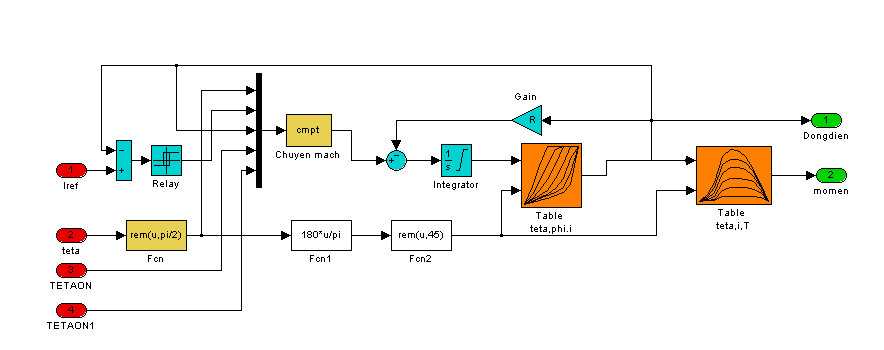 Gain
R
1
Dongdien
cmpt
Chuyen mach
−
+
Relay
1
Iref
+
−
1
s
Integrator
2
momen
Table
teta,phi.i
Table
teta,i,T
2
teta
rem(u,pi/2)
Fcn
180*u/pi
Fcn1
rem(u,45)
Fcn2
3
TETAON
4
TETAON1